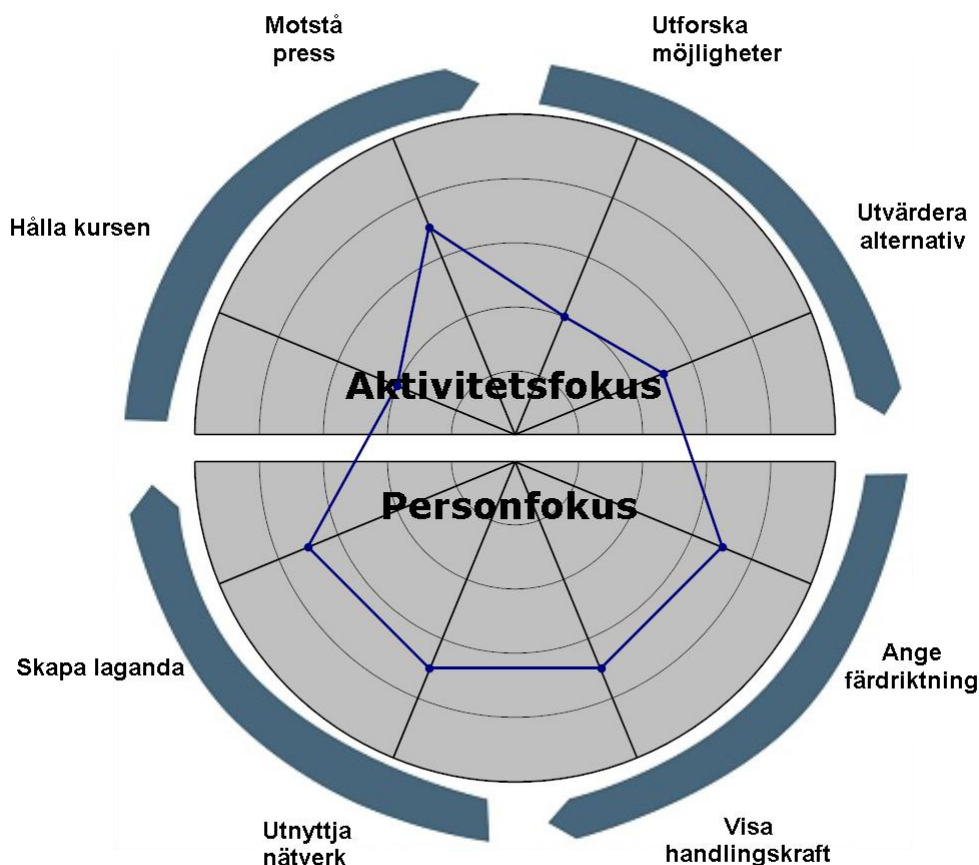 Motstå
press
Utforska
möjligheter
Hålla kursen
Utvärdera
alternativ
Aktivitetsfokus
Personfokus
Skapa laganda
Ange
färdriktning
Utnyttja
nätverk
Visa
handlingskraft